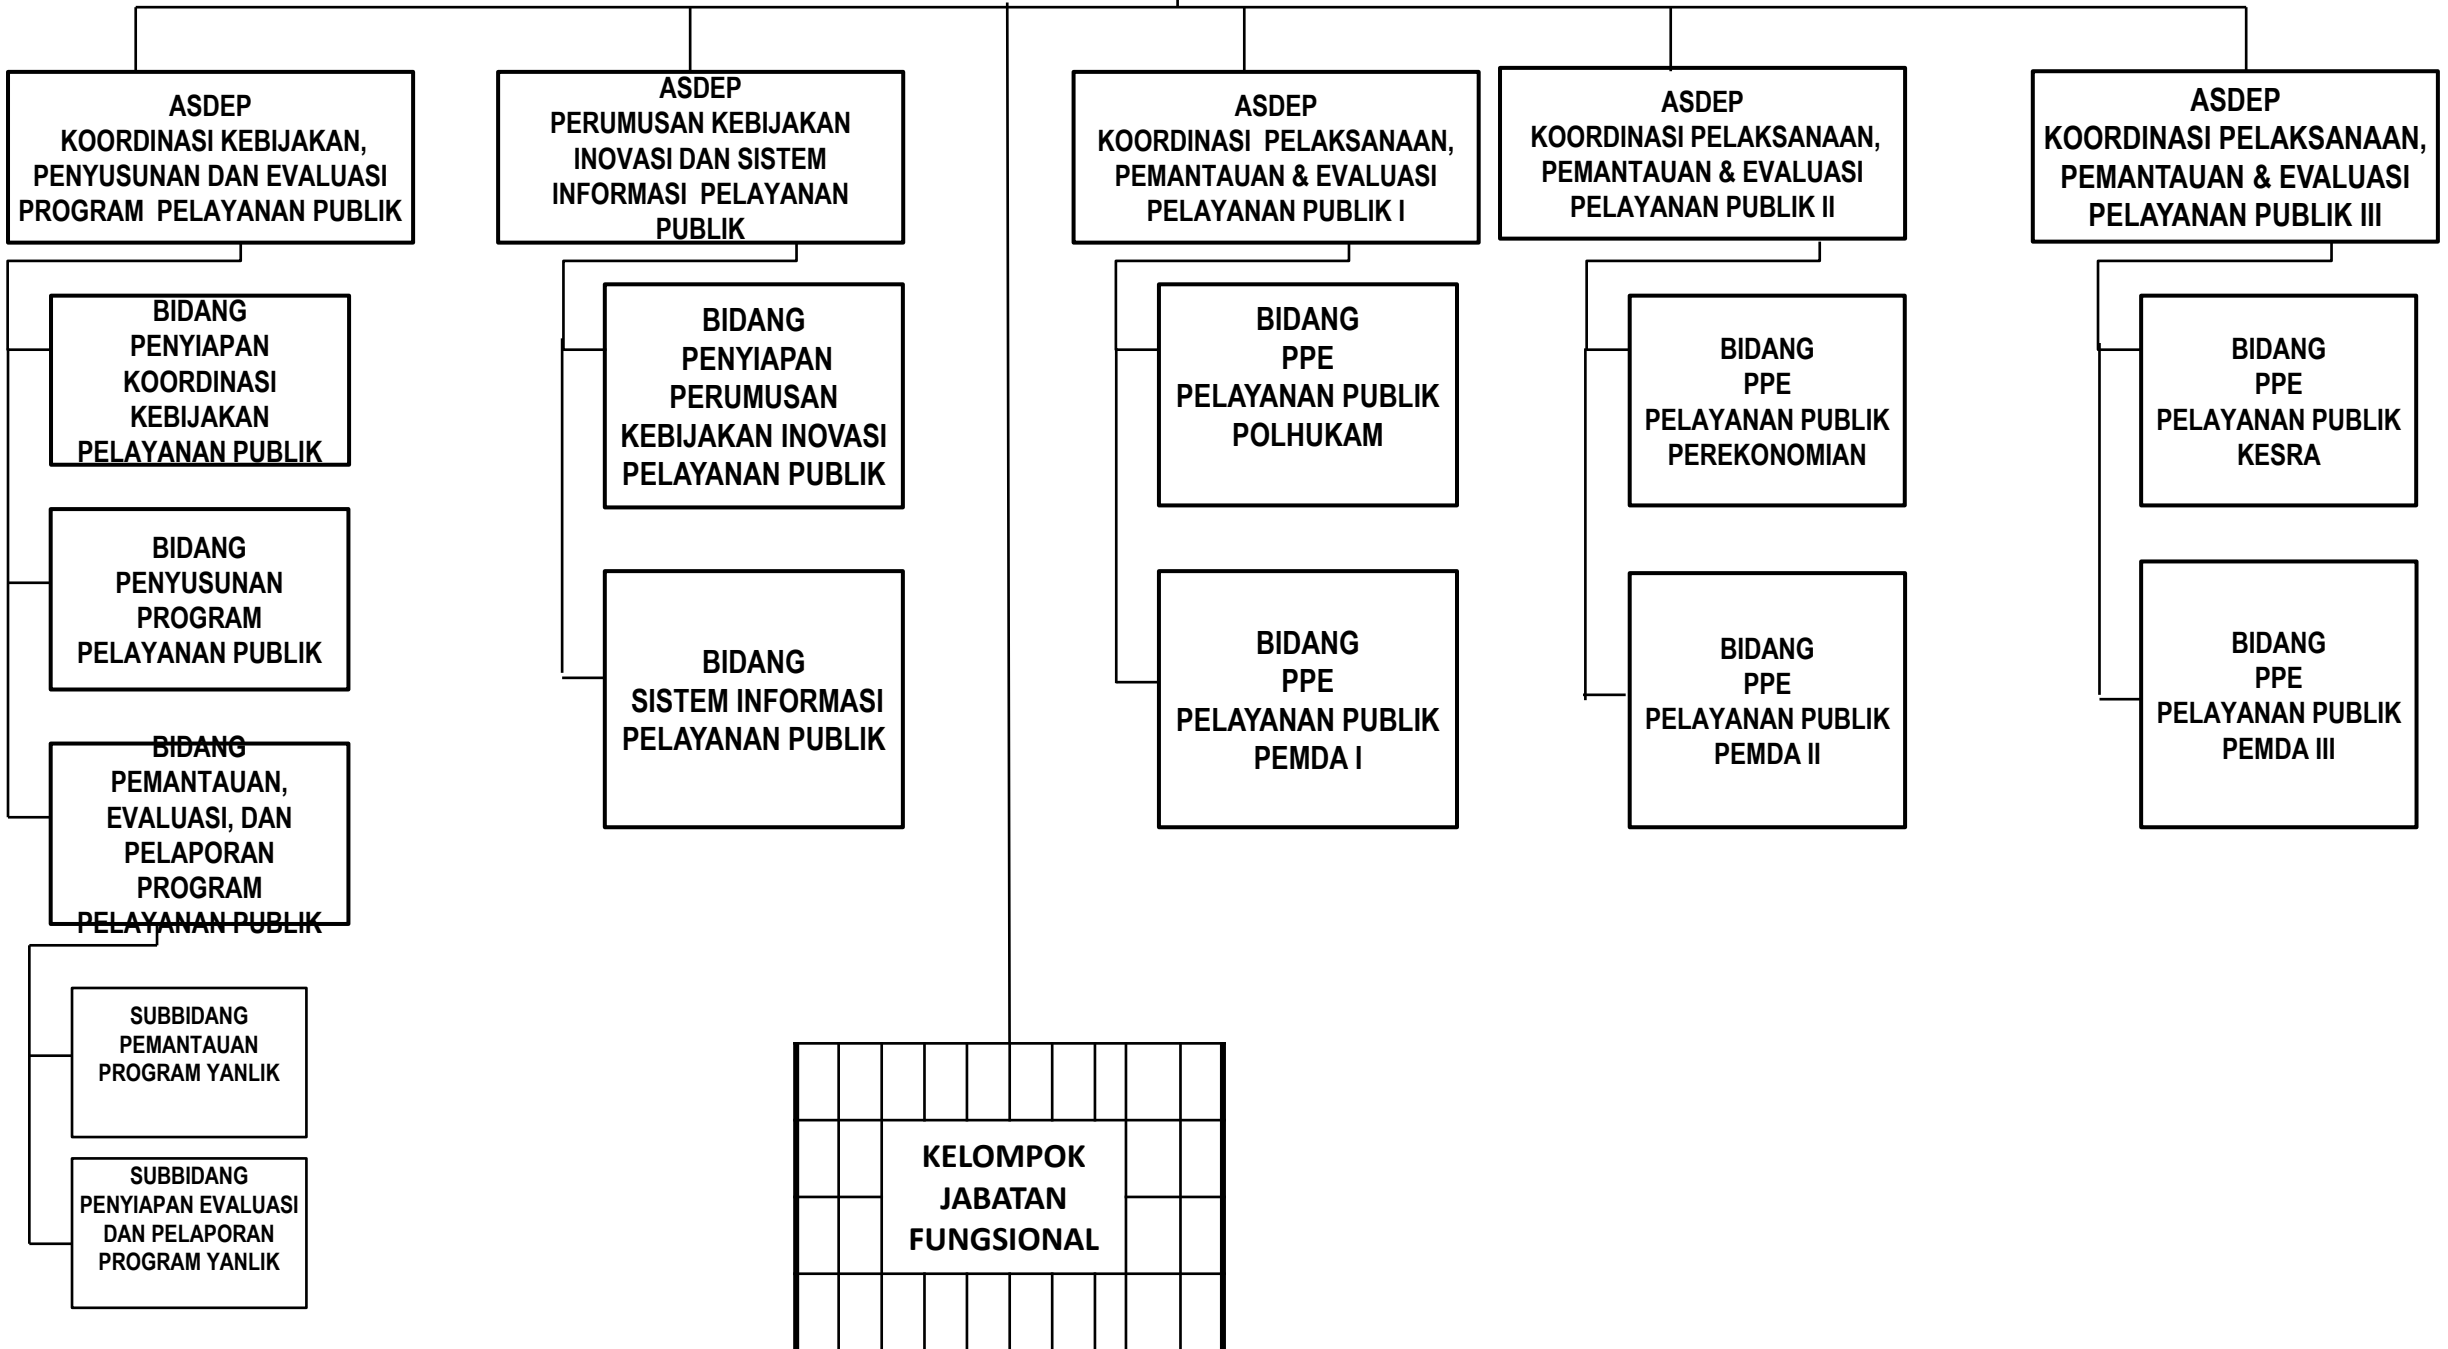 ASDEP
KOORDINASI KEBIJAKAN,
PENYUSUNAN DAN EVALUASI
PROGRAM PELAYANAN PUBLIK
ASDEP
PERUMUSAN KEBIJAKAN
INOVASI DAN SISTEM
INFORMASI PELAYANAN
PUBLIK
ASDEP
KOORDINASI PELAKSANAAN,
PEMANTAUAN & EVALUASI
PELAYANAN PUBLIK I
ASDEP
KOORDINASI PELAKSANAAN,
PEMANTAUAN & EVALUASI
PELAYANAN PUBLIK II
ASDEP
KOORDINASI PELAKSANAAN,
PEMANTAUAN & EVALUASI
PELAYANAN PUBLIK III
BIDANG
PENYIAPAN
KOORDINASI
KEBIJAKAN
PELAYANAN PUBLIK
BIDANG
PENYIAPAN
PERUMUSAN
KEBIJAKAN INOVASI
PELAYANAN PUBLIK
BIDANG
PPE
PELAYANAN PUBLIK
POLHUKAM
BIDANG
PPE
PELAYANAN PUBLIK
PEREKONOMIAN
BIDANG
PPE
PELAYANAN PUBLIK
KESRA
BIDANG
PENYUSUNAN
PROGRAM
PELAYANAN PUBLIK
BIDANG
SISTEM INFORMASI
PELAYANAN PUBLIK
BIDANG
PPE
PELAYANAN PUBLIK
PEMDA I
BIDANG
PPE
PELAYANAN PUBLIK
PEMDA II
BIDANG
PPE
PELAYANAN PUBLIK
PEMDA III
BIDANG
PEMANTAUAN,
EVALUASI, DAN
PELAPORAN
PROGRAM
PELAYANAN PUBLIK
SUBBIDANG
PEMANTAUAN
PROGRAM YANLIK
SUBBIDANG
PENYIAPAN EVALUASI
DAN PELAPORAN
PROGRAM YANLIK
KELOMPOK
JABATAN
FUNGSIONAL